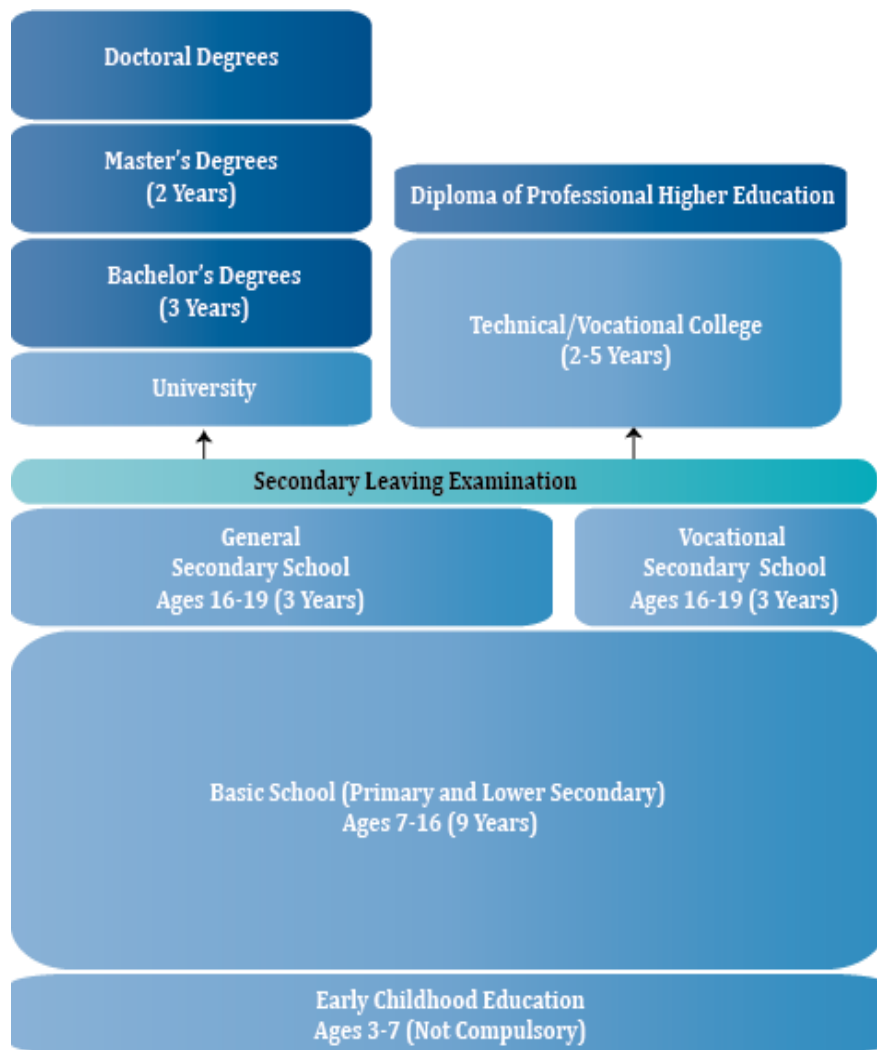 Doctoral Degrees
Master's Degrees
(2 Years)
Diploma of Professional Higher Education
Bachelor's Degrees
(3 Years)
Technical/Vocational College
(2-5 Years)
University
Secondary Leaving Examination
General
Secondary School
Ages 16-19 (3 Years)
Vocational
Secondary School
Ages 16-19 (3 Years)
Basic School (Primary and Lower Secondary)
Ages 7-16 (9 Years)
Early Childhood Education
Ages 3-7 (Not Compulsory)